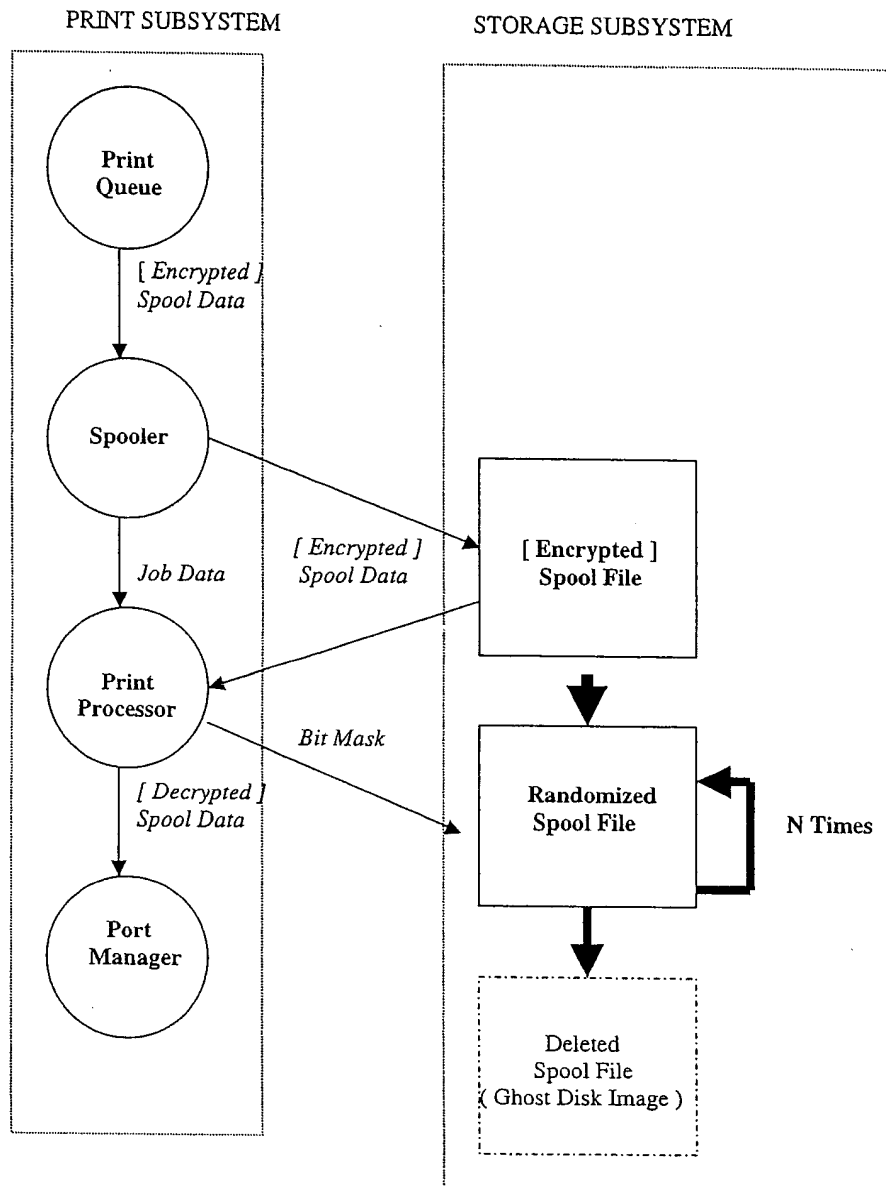 PRINT SUBSYSTEM
STORAGE SUBSYSTEM
Print
Queue
[ Encrypted ]
Spool Data
Spooler
Job Data
[ Encrypted ]
Spool Data
[ Encrypted ]
Spool File
Print
Processor
Bit Mask
Randomized
Spool File
N Times
[ Decrypted ]
Spool Data
Port
Manager
Deleted
Spool File
( Ghost Disk Image )